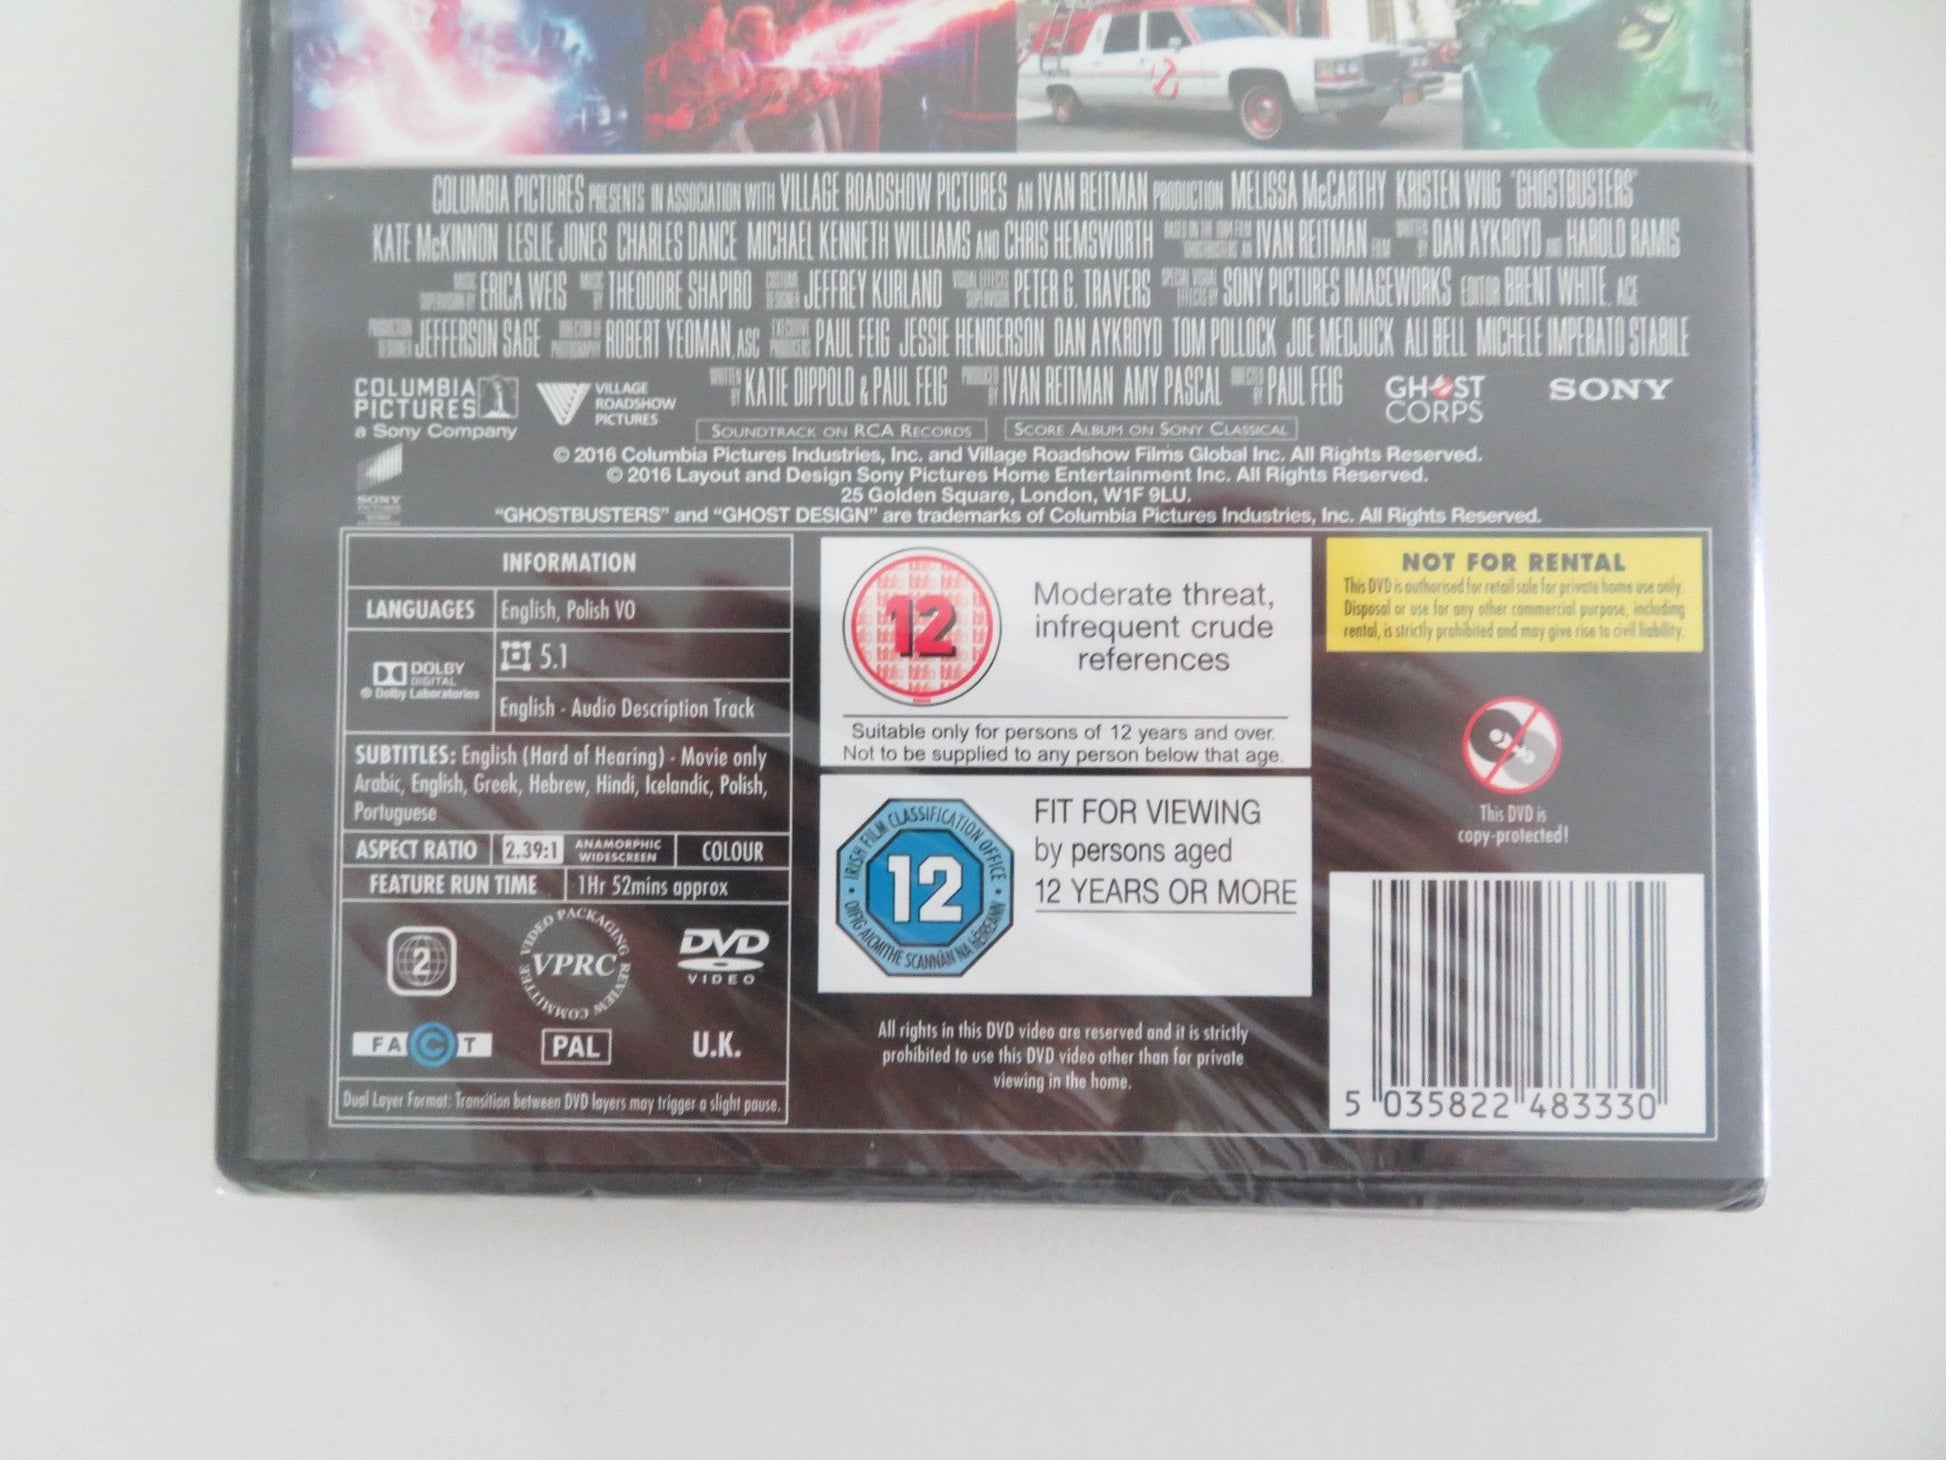 COLUMBIA PICTURES PRESENTS IN ASSOCIATION WITH VILLAGE ROADSHOW PICTURES AN IVAN REITMAN PRODUCTION MELISSA McCARTHY KRISTEN WIIG "GHOSTBUSTERS"
KATE McKINNON LESLIE JONES CHARLES DANCE MICHAEL KENNETH WILLIAMS AND CHRIS HEMSWORTH BASED ON THE 1984 FILM GHOSTBUSTERS AN IVAN REITMAN FILM WRITTEN BY DAN AYKROYD AND HAROLD RAMIS
MUSIC SUPERVISION BY ERICA WEIS MUSIC BY THEODORE SHAPIRO COSTUME DESIGNER JEFFREY KURLAND VISUAL EFFECTS SUPERVISOR PETER G. TRAVERS SPECIAL VISUAL EFFECTS BY SONY PICTURES IMAGEWORKS EDITOR BRENT WHITE, ACE
PRODUCTION DESIGNER JEFFERSON SAGE DIRECTOR OF PHOTOGRAPHY ROBERT YEOMAN, ASC EXECUTIVE PRODUCERS PAUL FEIG JESSIE HENDERSON DAN AYKROYD TOM POLLOCK JOE MEDJUCK ALI BELL MICHELE IMPERATO STABILE
WRITTEN BY KATIE DIPPOLD & PAUL FEIG PRODUCED BY IVAN REITMAN AMY PASCAL DIRECTED BY PAUL FEIG
COLUMBIA
PICTURES
a Sony Company
VILLAGE
ROADSHOW
PICTURES
GHOST
CORPS
SONY
SOUNDTRACK ON RCA RECORDS
SCORE ALBUM ON SONY CLASSICAL
© 2016 Columbia Pictures Industries, Inc. and Village Roadshow Films Global Inc. All Rights Reserved.
© 2016 Layout and Design Sony Pictures Home Entertainment Inc. All Rights Reserved.
25 Golden Square, London, W1F 9LU.
"GHOSTBUSTERS" and "GHOST DESIGN" are trademarks of Columbia Pictures Industries, Inc. All Rights Reserved.
SONY
PICTURES
INFORMATION
LANGUAGES English, Polish VO
DOLBY
DIGITAL
© Dolby Laboratories
5.1
English - Audio Description Track
SUBTITLES: English (Hard of Hearing) - Movie only
Arabic, English, Greek, Hebrew, Hindi, Icelandic, Polish,
Portuguese
ASPECT RATIO 2.39:1 ANAMORPHIC WIDESCREEN COLOUR
FEATURE RUN TIME 1Hr 52mins approx
2
VIDEO PACKAGING REVIEW COMMITTEE
VPRC
DVD
VIDEO
FACT
PAL
U.K.
Dual Layer Format: Transition between DVD layers may trigger a slight pause.
12
Moderate threat,
infrequent crude
references
Suitable only for persons of 12 years and over.
Not to be supplied to any person below that age.
IRISH FILM CLASSIFICATION OFFICE
12
OIFIG AICMITHE SCANNÁN NA hÉIREANN
FIT FOR VIEWING
by persons aged
12 YEARS OR MORE
All rights in this DVD video are reserved and it is strictly
prohibited to use this DVD video other than for private
viewing in the home.
NOT FOR RENTAL
This DVD is authorised for retail sale for private home use only.
Disposal or use for any other commercial purpose, including
rental, is strictly prohibited and may give rise to civil liability.
This DVD is
copy-protected!
5 035822 483330